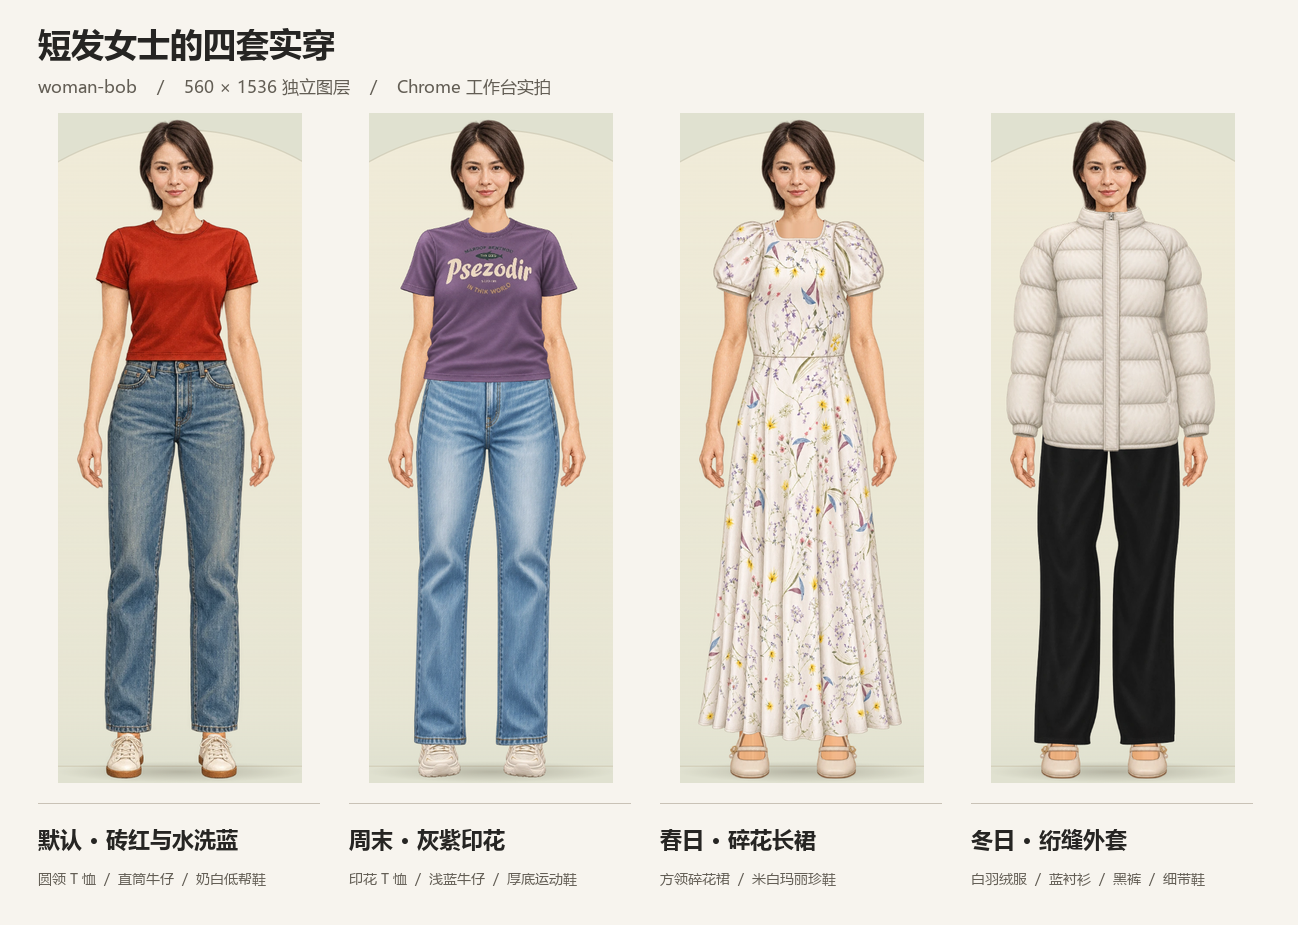 短发女士的四套实穿
woman-bob / 560 × 1536 独立图层 / Chrome 工作台实拍
Psezodir
IN THIK WORLD
默认・砖红与水洗蓝
周末・灰紫印花
春日・碎花长裙
冬日・绗缝外套
圆领 T 恤 / 直筒牛仔 / 奶白低帮鞋
印花 T 恤 / 浅蓝牛仔 / 厚底运动鞋
方领碎花裙 / 米白玛丽珍鞋
白羽绒服 / 蓝衬衫 / 黑裤 / 细带鞋